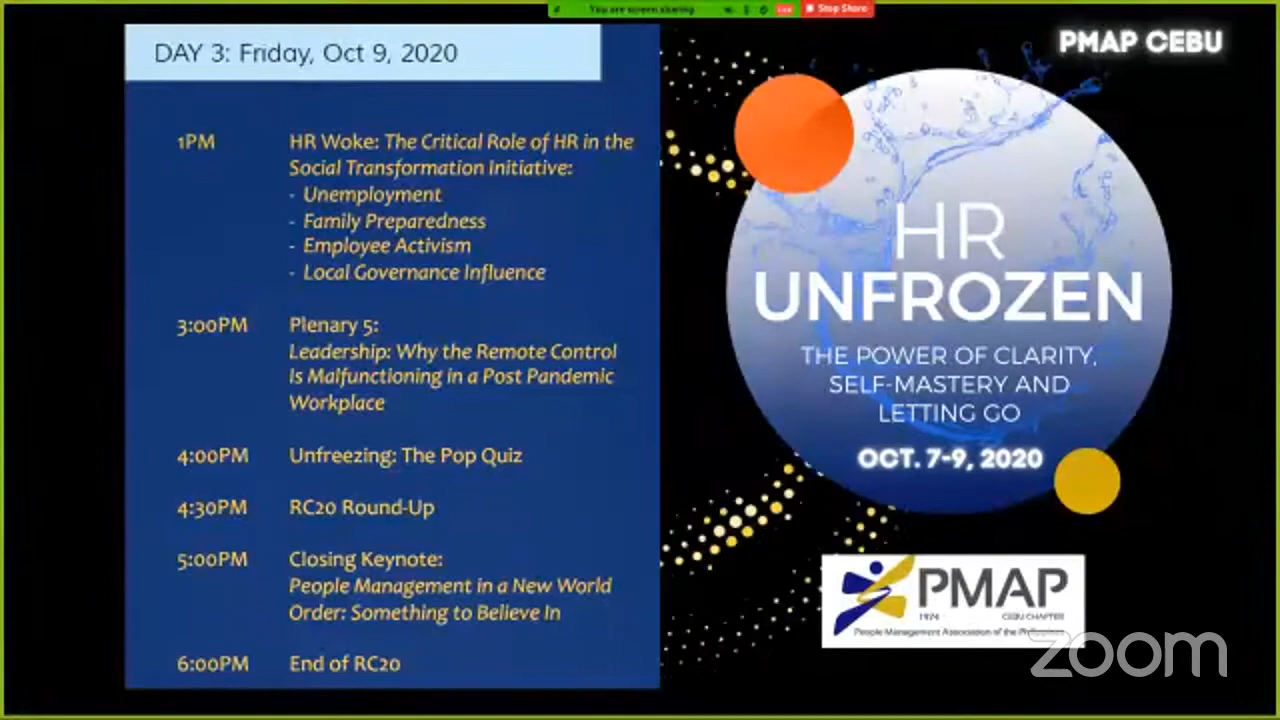 You are screen sharing
LIVE
Stop Share
DAY 3: Friday, Oct 9, 2020
1PM HR Woke: The Critical Role of HR in the
Social Transformation Initiative:
- Unemployment
- Family Preparedness
- Employee Activism
- Local Governance Influence
3:00PM Plenary 5:
Leadership: Why the Remote Control
Is Malfunctioning in a Post Pandemic
Workplace
4:00PM Unfreezing: The Pop Quiz
4:30PM RC20 Round-Up
5:00PM Closing Keynote:
People Management in a New World
Order: Something to Believe In
6:00PM End of RC20
PMAP CEBU
HR
UNFROZEN
THE POWER OF CLARITY,
SELF-MASTERY AND
LETTING GO
OCT. 7-9, 2020
PMAP
1974 CEBU CHAPTER
People Management Association of the Philippines
zoom